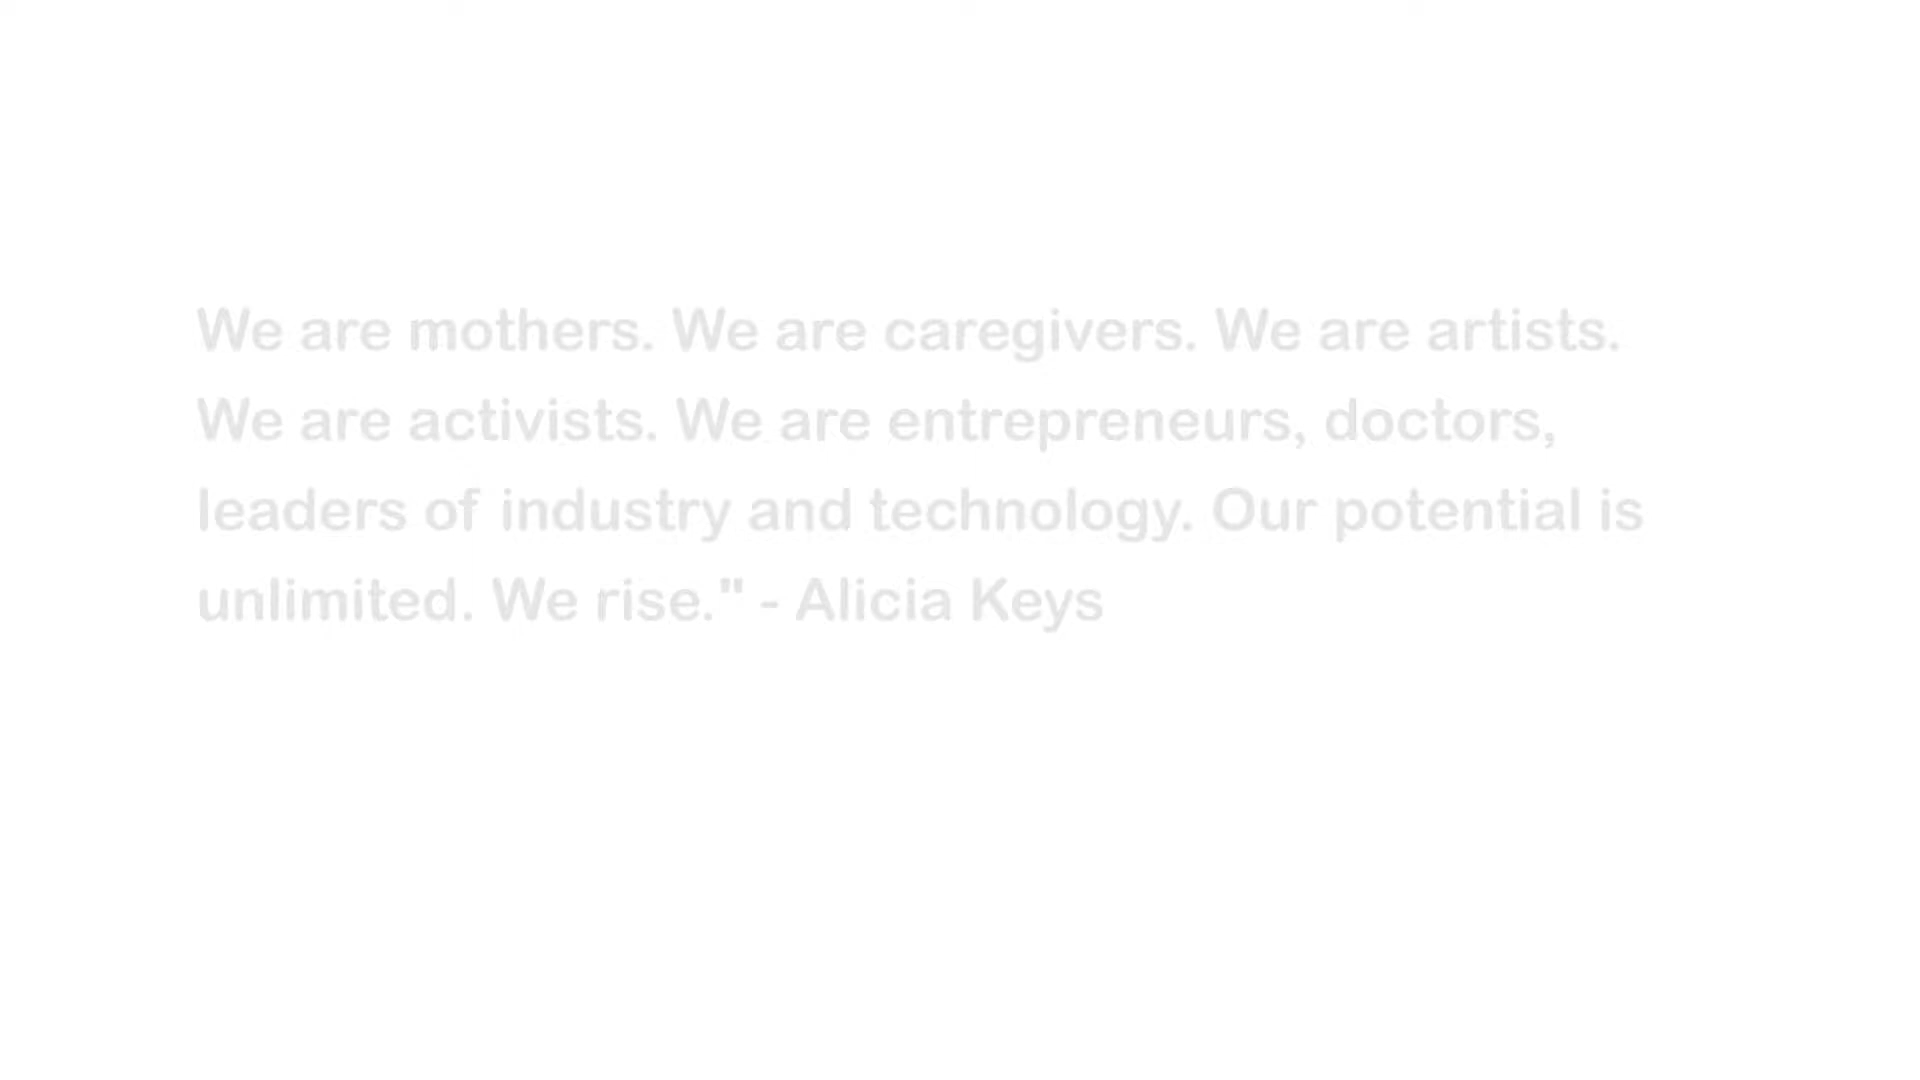 We are mothers. We are caregivers. We are artists.
We are activists. We are entrepreneurs, doctors,
leaders of industry and technology. Our potential is
unlimited. We rise." - Alicia Keys